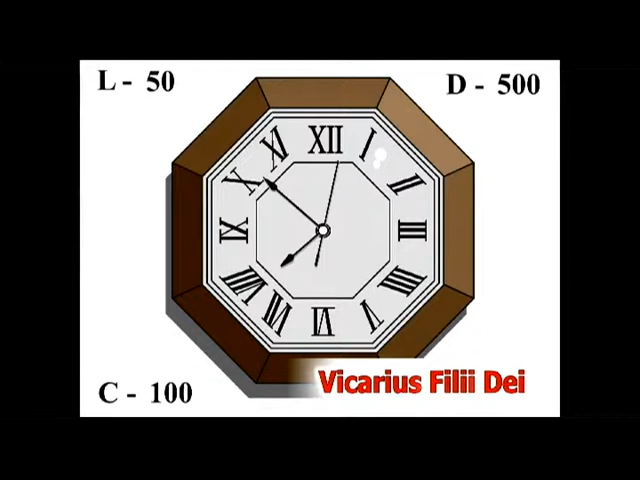 L - 50
D - 500
XII
I
II
III
IIII
V
VI
VII
VIII
IX
X
XI
Vicarius Filii Dei
C - 100